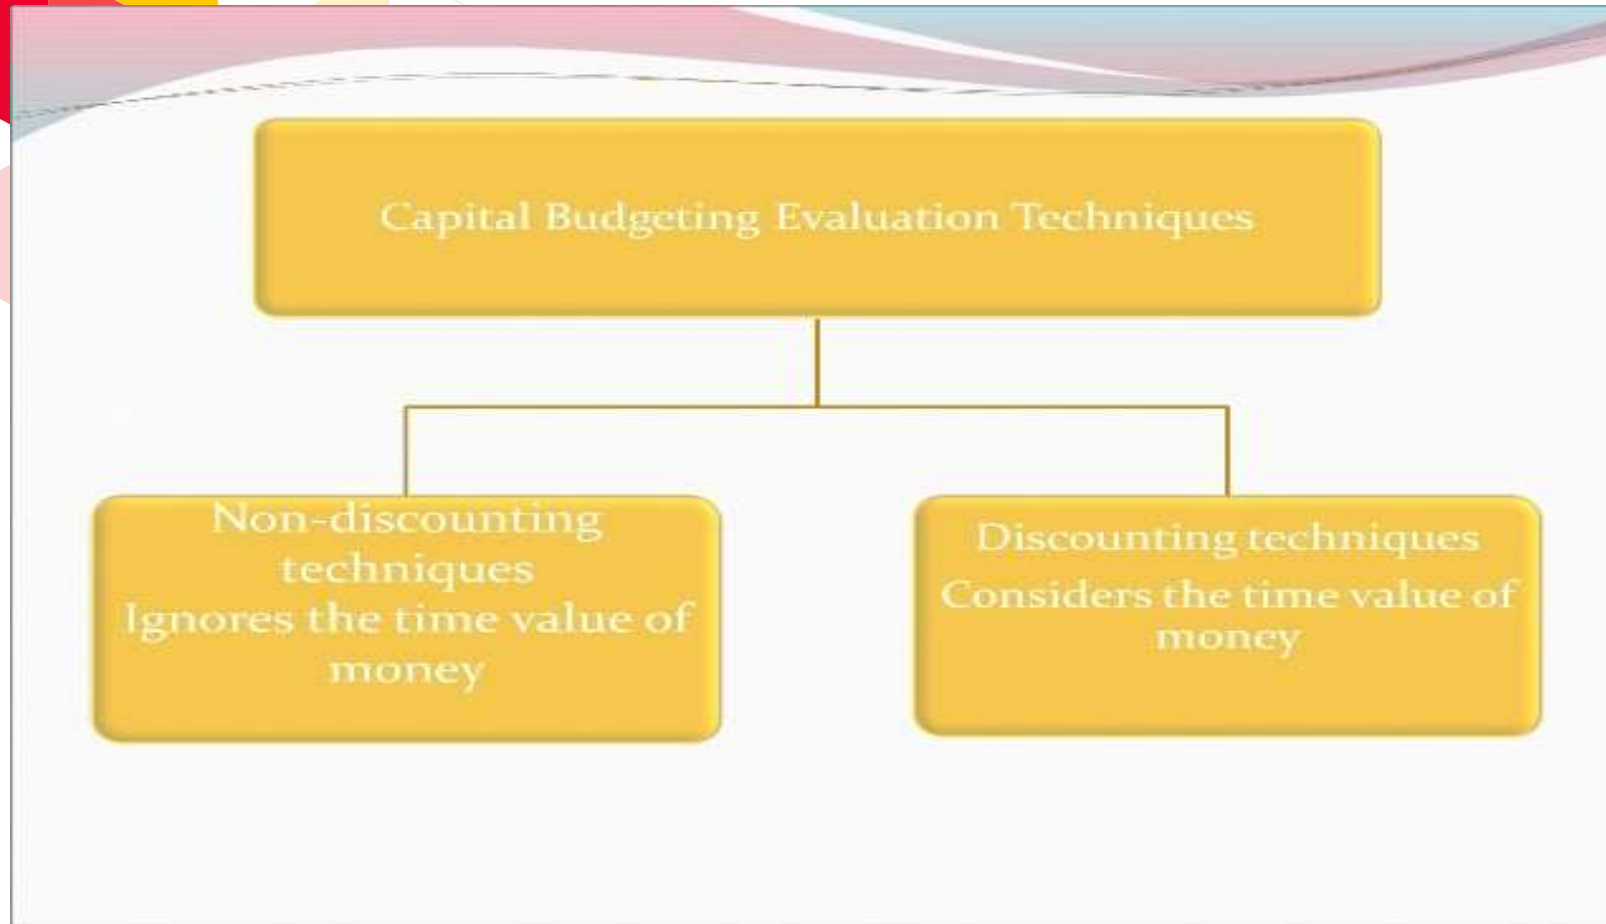 Capital Budgeting Evaluation Techniques
Non-discounting
techniques
Ignores the time value of
money
Discounting techniques
Considers the time value of
money